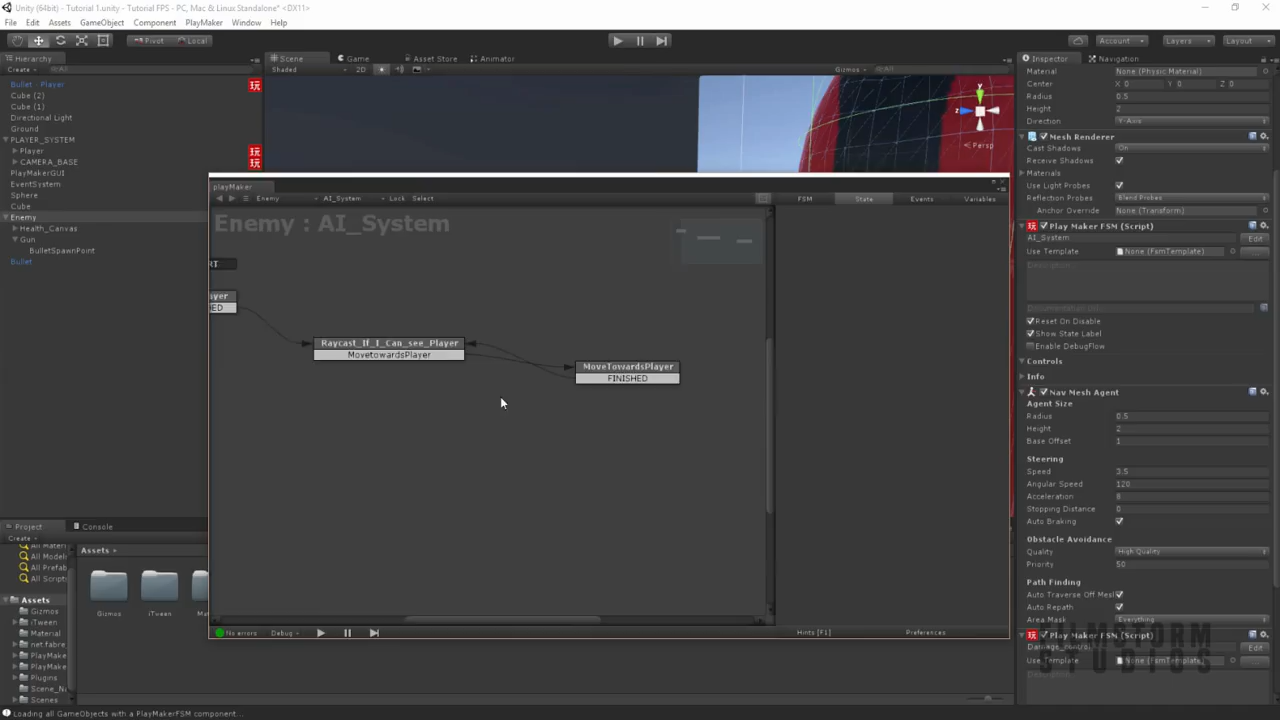 Unity (64bit) - Tutorial 1.unity - Tutorial FPS - PC, Mac & Linux Standalone* <DX11>
File Edit Assets GameObject Component PlayMaker Window Help
Pivot Local Account Layers Layout
Hierarchy Scene Game Asset Store Animator Inspector Navigation
Create All Shaded 2D Gizmos All
Bullet - Player
Cube (2)
Cube (1)
Directional Light
Ground
PLAYER_SYSTEM
Player
CAMERA_BASE
PlayMakerGUI
EventSystem
Sphere
Cube
Enemy
Health_Canvas
Gun
BulletSpawnPoint
Bullet
y
z
Persp
playMaker
Enemy AI_System Lock Select FSM State Events Variables
Enemy : AI_System
RT
ayer
ED
Raycast_If_I_Can_see_Player
MovetowardsPlayer
MoveTowardsPlayer
FINISHED
No errors Debug Hints [F1] Preferences
Material None (Physic Material)
Center X 0 Y 0 Z 0
Radius 0.5
Height 2
Direction Y-Axis
Mesh Renderer
Cast Shadows On
Receive Shadows
Materials
Use Light Probes
Reflection Probes Blend Probes
Anchor Override None (Transform)
Play Maker FSM (Script)
AI_System Edit
Use Template None (FsmTemplate)
Reset On Disable
Show State Label
Enable DebugFlow
Controls
Info
Nav Mesh Agent
Agent Size
Radius 0.5
Height 2
Base Offset 1
Steering
Speed 3.5
Angular Speed 120
Acceleration 8
Stopping Distance 0
Auto Braking
Obstacle Avoidance
Quality High Quality
Priority 50
Path Finding
Auto Traverse Off Mesh
Auto Repath
Area Mask Everything
Play Maker FSM (Script)
Damage_control Edit
Use Template None (FsmTemplate)
FILMSTORM
STUDIOS
Project Console
Create
All Materi
All Model
All Prefab
All Script
Assets
Gizmos
iTween
Material
net.fabre
PlayMake
PlayMake
Plugins
Scene_N
Scenes
Assets
Gizmos iTween Ma
Loading all GameObjects with a PlayMakerFSM component...